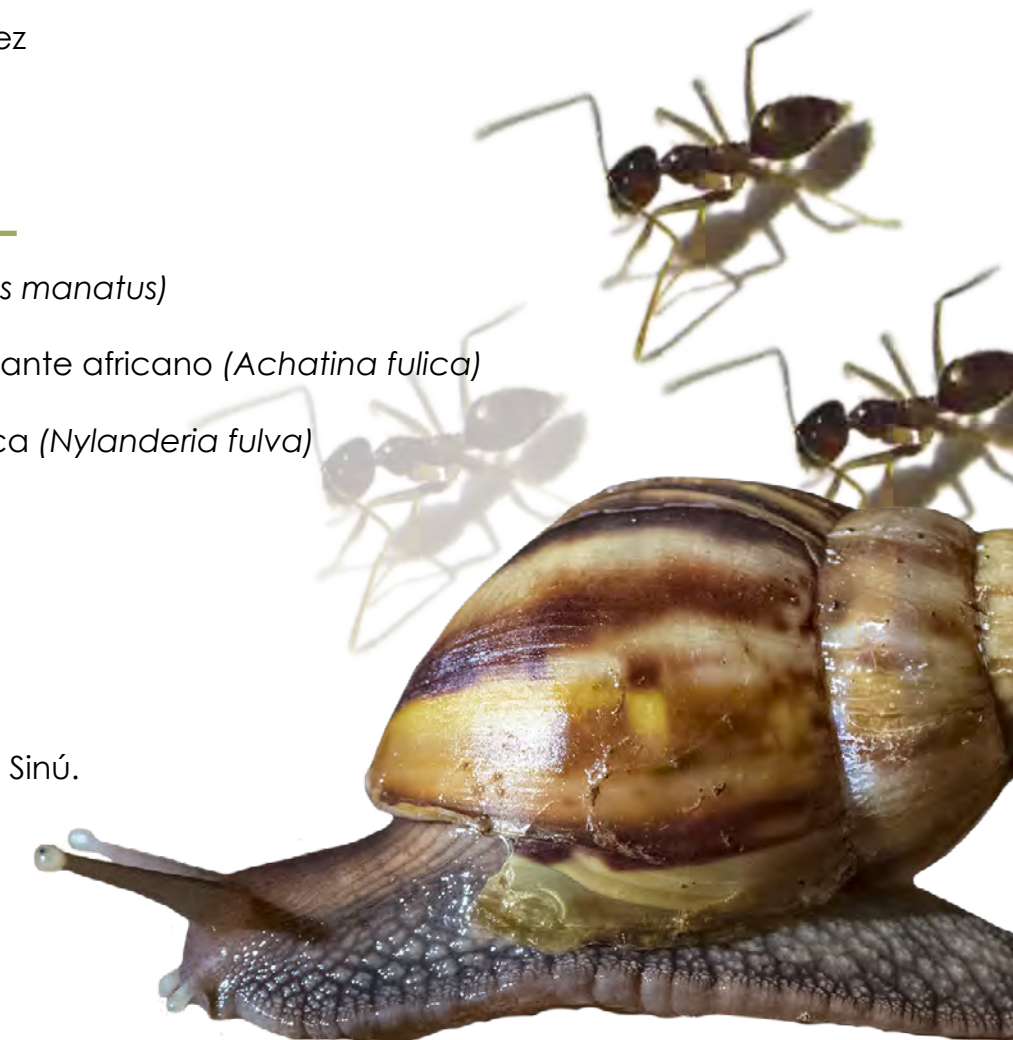 ez
s manatus)
ante africano (Achatina fulica)
ca (Nylanderia fulva)
Sinú.